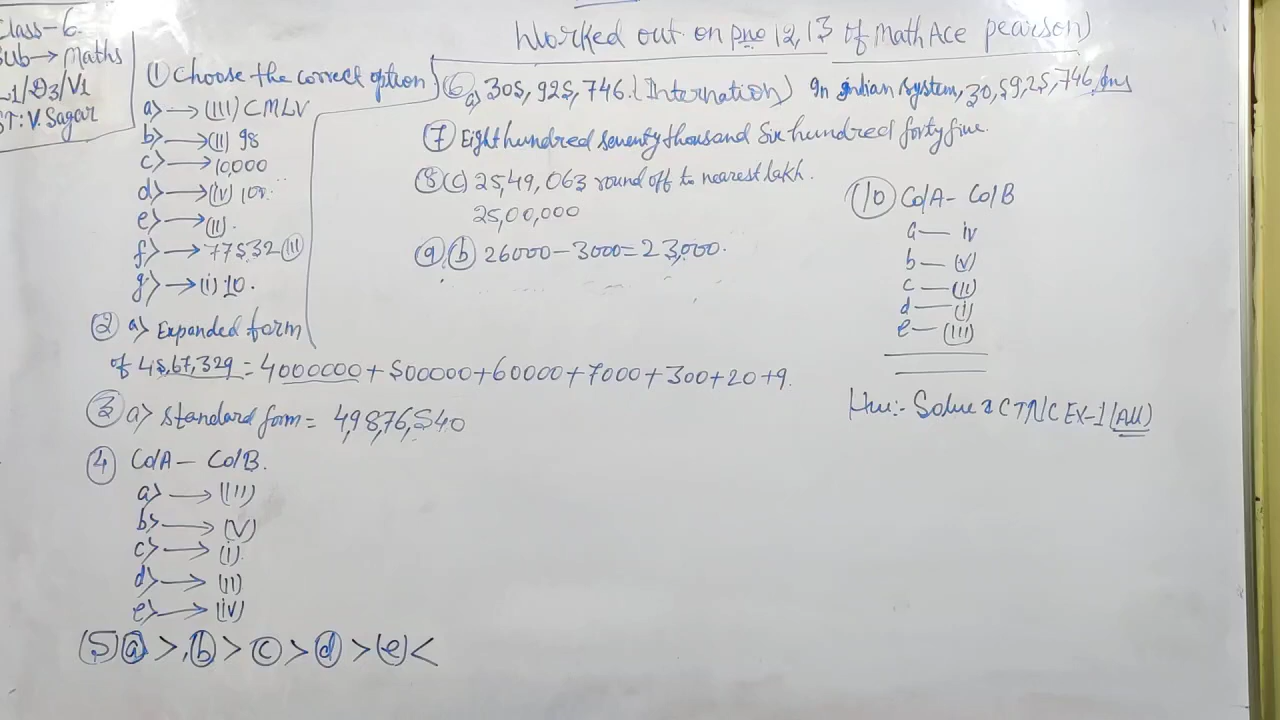 Class-6
Sub→ Maths
L1/D3/V1
ST: V. Sagar
Worked out on pno 12,13 of Math Ace pearson)
① Choose the correct option
a) → (III) CMLV
b) → (II) 98
c) → 10,000
d) → (IV) 100
e) → (II).
f) → 77532 (II)
g) → (i) 10.
② a) Expanded form
of 45,67,329 = 4000000 + 500000 + 60000 + 7000 + 300 + 20 + 9.
③ a) Standard form = 49,876,540
④ Col A – Col B.
a) → (III)
b) → (V)
c) → (i)
d) → (II)
e) → (iv)
⑤ ⓐ >, ⓑ > ⓒ > ⓓ > ⓔ <
⑥ a) 305, 925, 746. (Internation) In indian system, 30,59,25,746 Ans
⑦ Eight hundred seventy thousand Six hundred forty five.
⑧ (c) 25,49,063 round off to nearest lakh.
25,00,000
⑨ ⓑ 26000 – 3000 = 23,000.
⑩ Col A – Col B
a — iv
b — (v)
c — (II)
d — (i)
e — (III)
Hw:- Solve CTNC EX-1 (All)